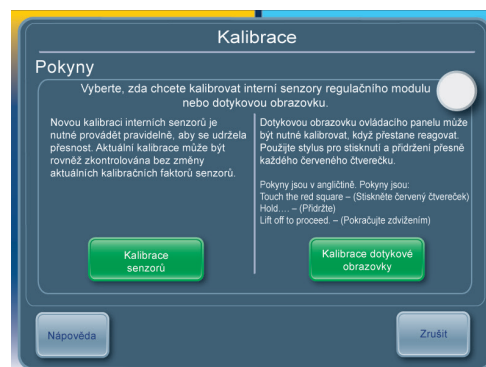 Kalibrace
Pokyny
Vyberte, zda chcete kalibrovat interní senzory regulačního modulu
nebo dotykovou obrazovku.
Novou kalibraci interních senzorů je
nutné provádět pravidelně, aby se udržela
přesnost. Aktuální kalibrace může být
rovněž zkontrolována bez změny
aktuálních kalibračních faktorů senzorů.
Dotykovou obrazovku ovládacího panelu může
být nutné kalibrovat, když přestane reagovat.
Použijte stylus pro stisknutí a přidržení přesně
každého červeného čtverečku.
Pokyny jsou v angličtině. Pokyny jsou:
Touch the red square – (Stiskněte červený čtvereček)
Hold.... – (Přidržte)
Lift off to proceed. – (Pokračujte zdvižením)
Kalibrace
senzorů
Kalibrace dotykové
obrazovky
Nápověda
Zrušit